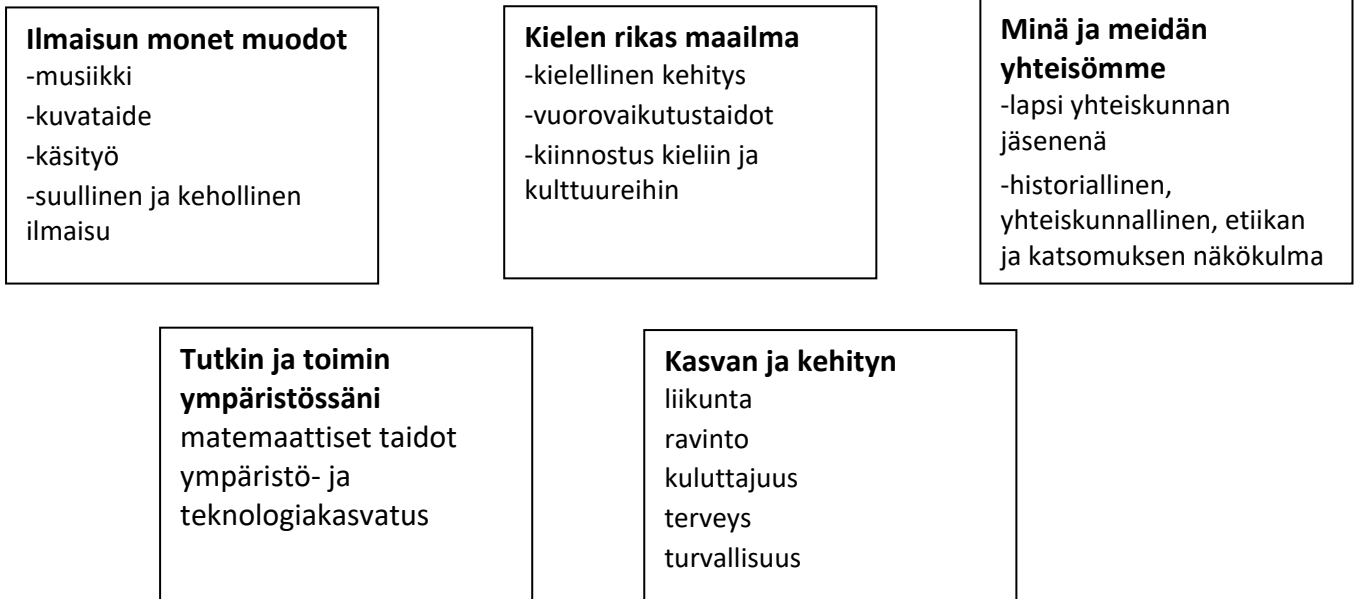 Ilmaisun monet muodot
-musiikki
-kuvataide
-käsityö
-suullinen ja kehollinen
ilmaisu
Kielen rikas maailma
-kielellinen kehitys
-vuorovaikutustaidot
-kiinnostus kieliin ja
kulttuureihin
Minä ja meidän
yhteisömme
-lapsi yhteiskunnan
jäsenenä
-historiallinen,
yhteiskunnallinen, etiikan
ja katsomuksen näkökulma
Tutkin ja toimin
ympäristössäni
matemaattiset taidot
ympäristö- ja
teknologiakasvatus
Kasvan ja kehityn
liikunta
ravinto
kuluttajuus
terveys
turvallisuus